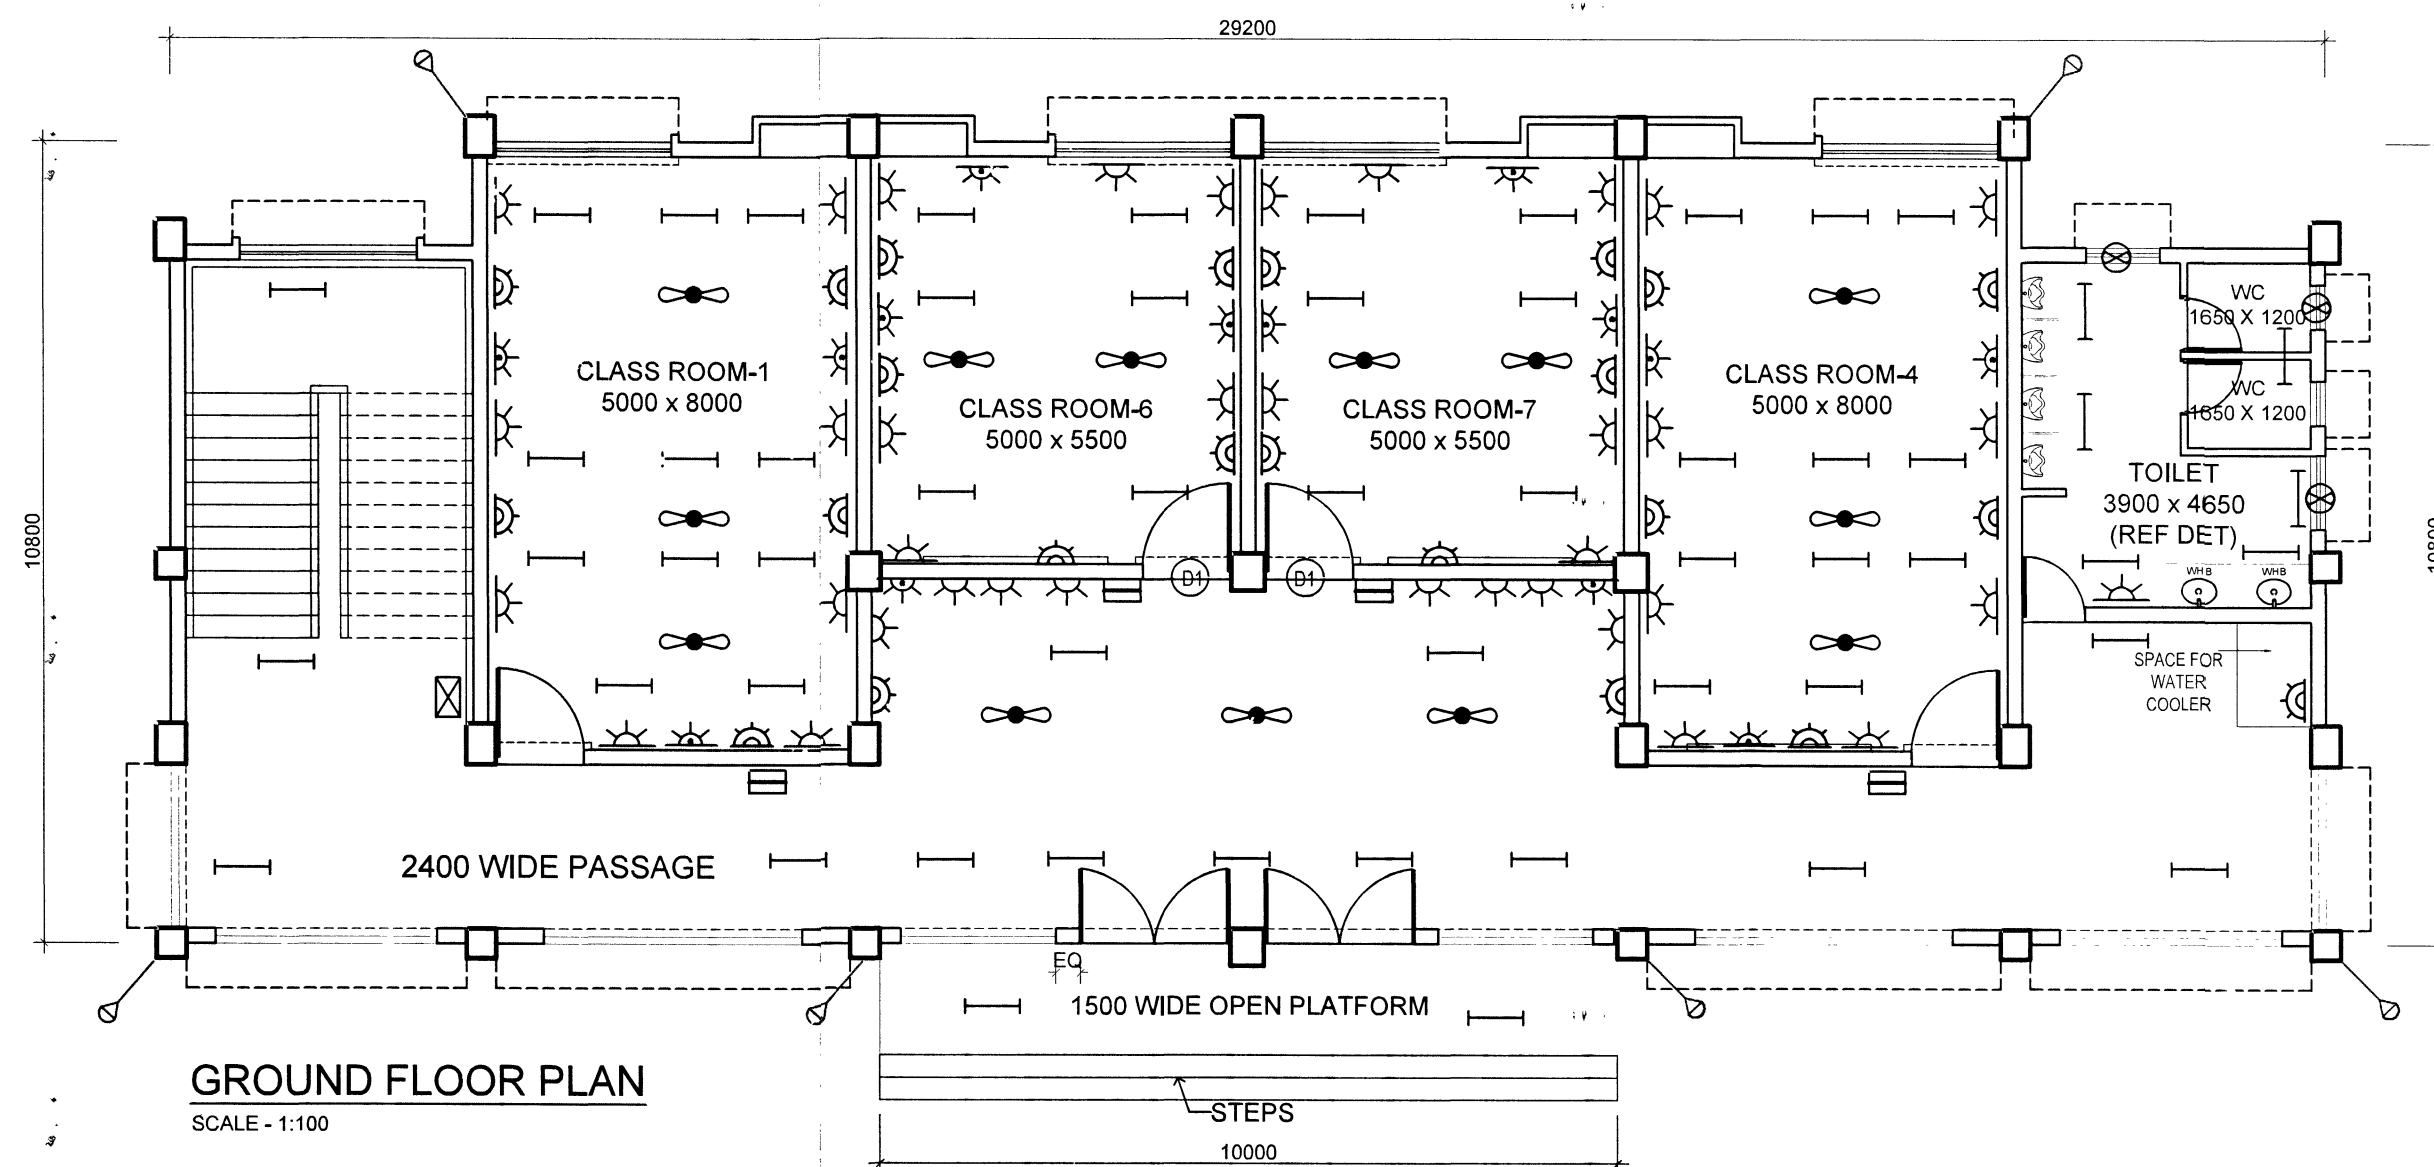 29200
CLASS ROOM-1
5000 x 8000
CLASS ROOM-6
5000 x 5500
CLASS ROOM-7
5000 x 5500
CLASS ROOM-4
5000 x 8000
WC
1650 X 1200
WC
1650 X 1200
TOILET
3900 x 4650
(REF DET)
WHB
WHB
10800
10800
D1
D1
SPACE FOR
WATER
COOLER
2400 WIDE PASSAGE
EQ
1500 WIDE OPEN PLATFORM
GROUND FLOOR PLAN
SCALE - 1:100
STEPS
10000